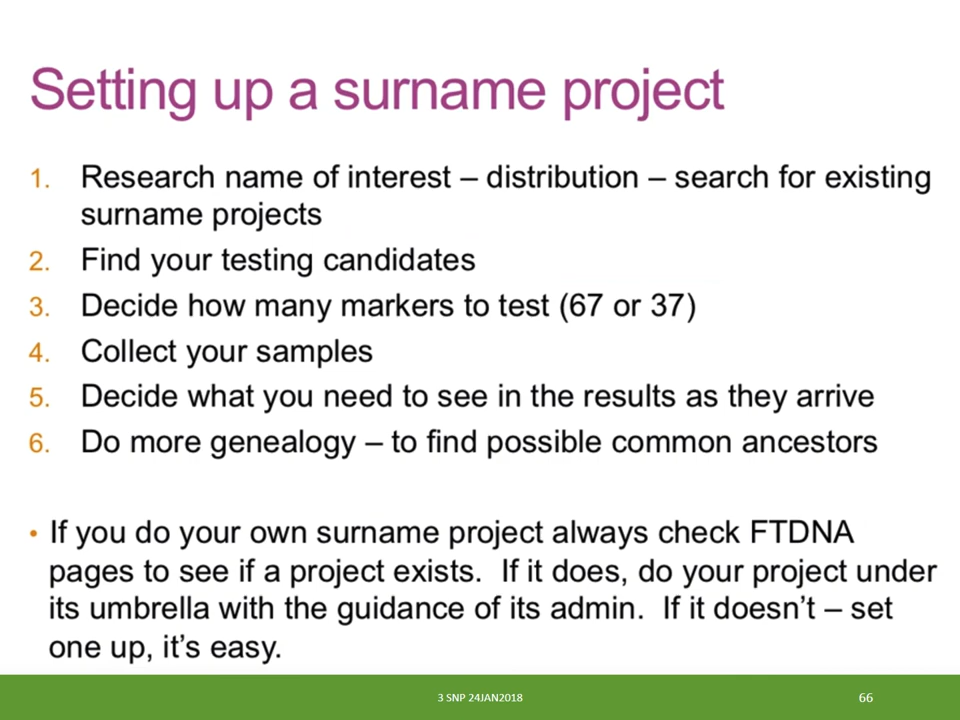 Setting up a surname project
1. Research name of interest – distribution – search for existing
surname projects
2. Find your testing candidates
3. Decide how many markers to test (67 or 37)
4. Collect your samples
5. Decide what you need to see in the results as they arrive
6. Do more genealogy – to find possible common ancestors
• If you do your own surname project always check FTDNA
pages to see if a project exists.  If it does, do your project under
its umbrella with the guidance of its admin.  If it doesn’t – set
one up, it’s easy.
3 SNP 24JAN2018
66